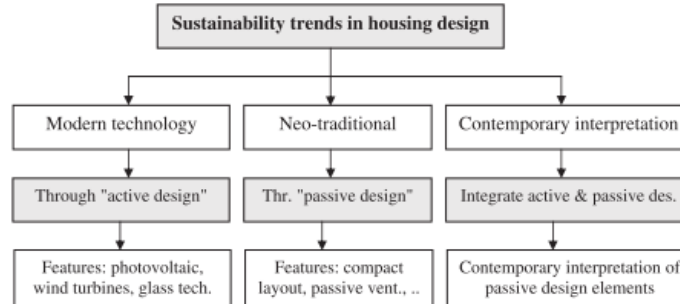 Sustainability trends in housing design
Modern technology
Neo-traditional
Contemporary interpretation
Through "active design"
Thr. "passive design"
Integrate active & passive des.
Features: photovoltaic,
wind turbines, glass tech.
Features: compact
layout, passive vent., ..
Contemporary interpretation of
passive design elements